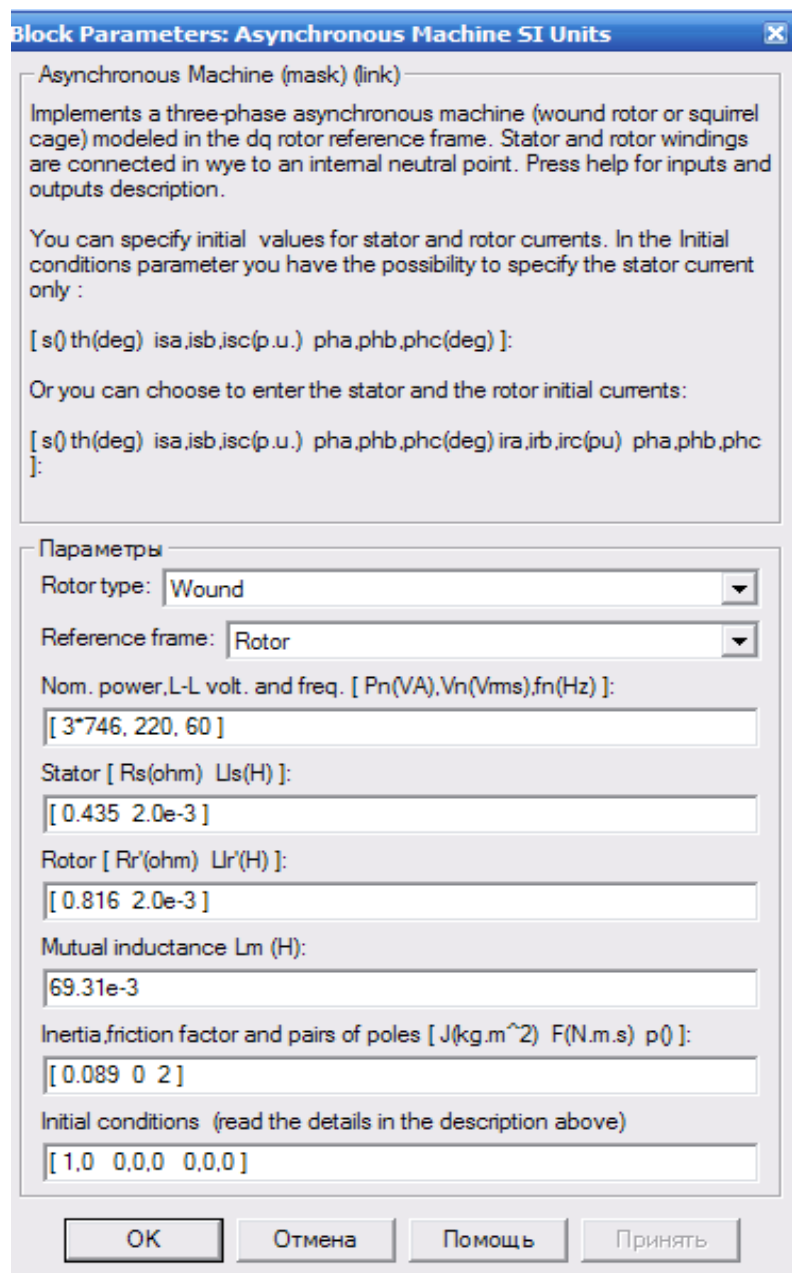 Block Parameters: Asynchronous Machine SI Units
Asynchronous Machine (mask) (link)
Implements a three-phase asynchronous machine (wound rotor or squirrel
cage) modeled in the dq rotor reference frame. Stator and rotor windings
are connected in wye to an internal neutral point. Press help for inputs and
outputs description.
You can specify initial values for stator and rotor currents. In the Initial
conditions parameter you have the possibility to specify the stator current
only :
[ s() th(deg) isa,isb,isc(p.u.) pha,phb,phc(deg) ]:
Or you can choose to enter the stator and the rotor initial currents:
[ s() th(deg) isa,isb,isc(p.u.) pha,phb,phc(deg) ira,irb,irc(pu) pha,phb,phc
]:
Параметры
Rotor type: Wound
Reference frame: Rotor
Nom. power,L-L volt. and freq. [ Pn(VA),Vn(Vrms),fn(Hz) ]:
[ 3*746, 220, 60 ]
Stator [ Rs(ohm) Lls(H) ]:
[ 0.435 2.0e-3 ]
Rotor [ Rr'(ohm) Llr'(H) ]:
[ 0.816 2.0e-3 ]
Mutual inductance Lm (H):
69.31e-3
Inertia,friction factor and pairs of poles [ J(kg.m^2) F(N.m.s) p() ]:
[ 0.089 0 2 ]
Initial conditions (read the details in the description above)
[ 1,0 0,0,0 0,0,0 ]
OK Отмена Помощь Принять